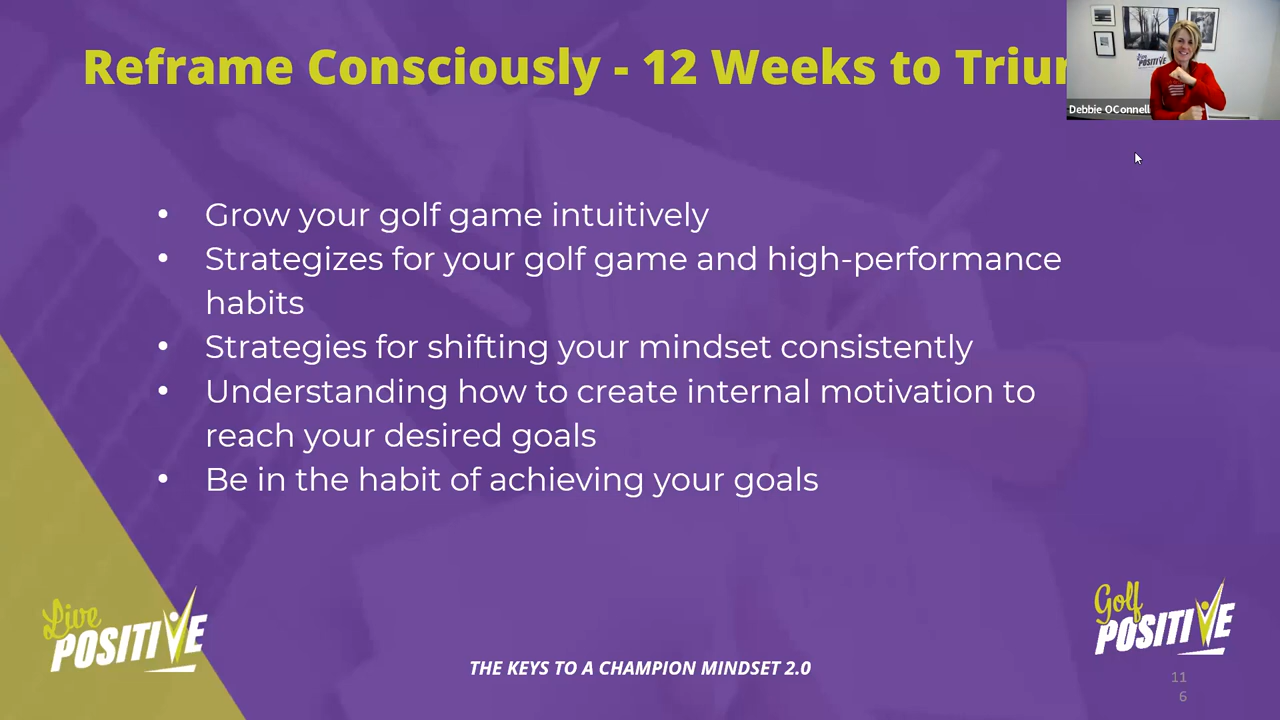 Reframe Consciously - 12 Weeks to
Debbie OConnell
• Grow your golf game intuitively
• Strategizes for your golf game and high-performance
habits
• Strategies for shifting your mindset consistently
• Understanding how to create internal motivation to
reach your desired goals
• Be in the habit of achieving your goals
Live
POSITIVE
Golf
POSITIVE
THE KEYS TO A CHAMPION MINDSET 2.0
11
6